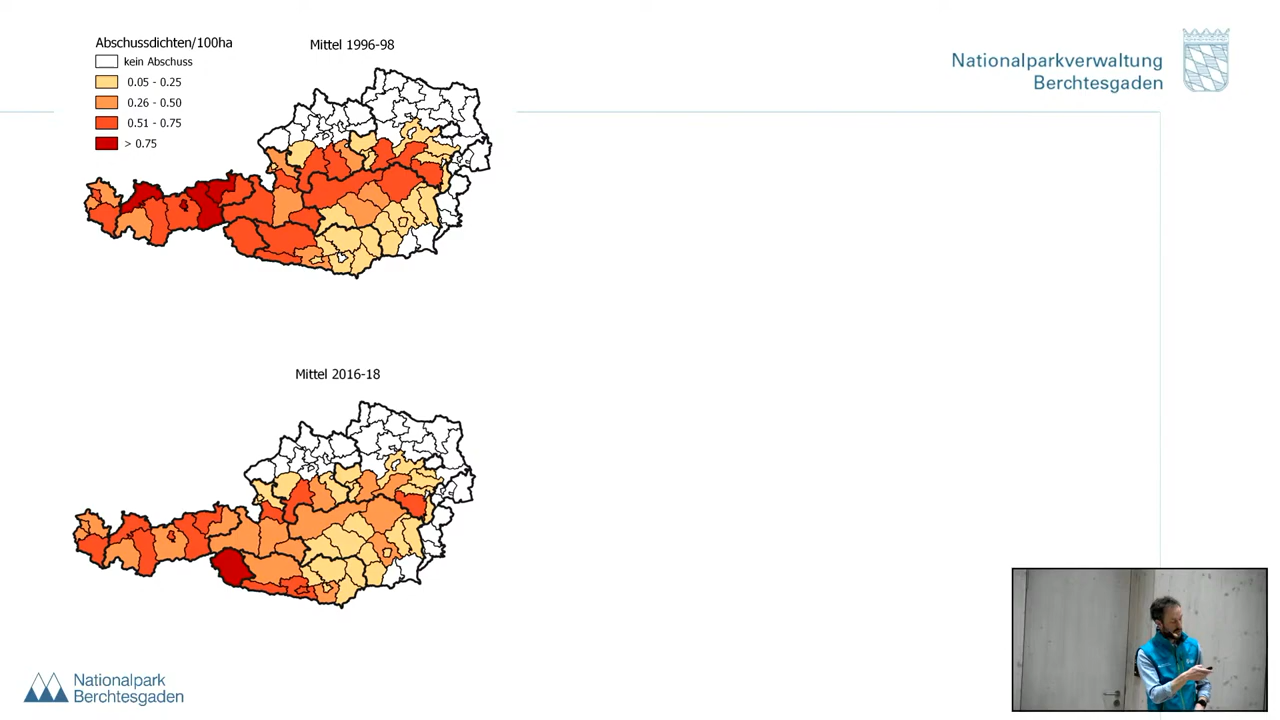 Abschussdichten/100ha
kein Abschuss
0.05 - 0.25
0.26 - 0.50
0.51 - 0.75
> 0.75
Mittel 1996-98
Nationalparkverwaltung
Berchtesgaden
Mittel 2016-18
Nationalpark
Berchtesgaden